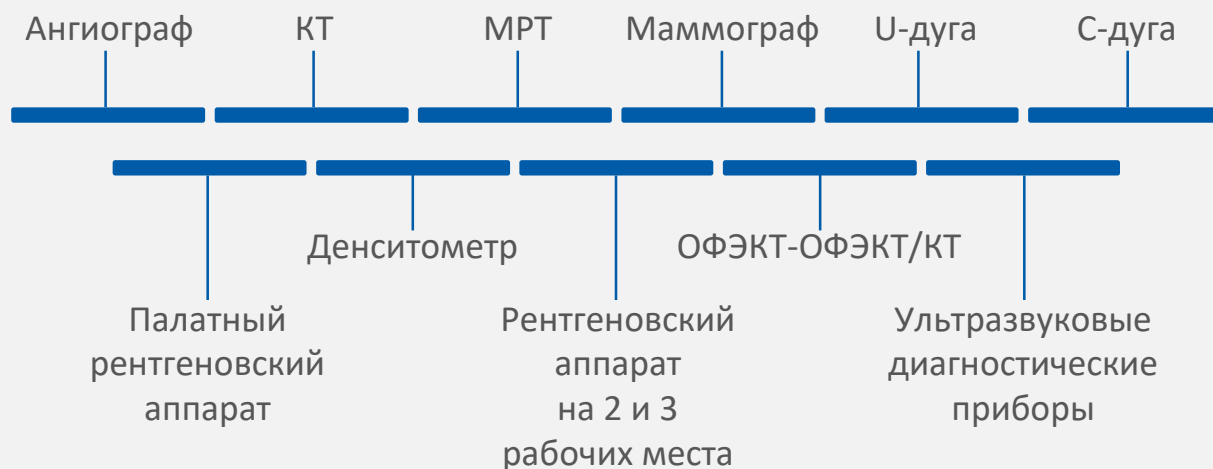 Ангиограф
КТ
МРТ
Маммограф
U-дуга
С-дуга
Денситометр
ОФЭКТ-ОФЭКТ/КТ
Палатный
рентгеновский
аппарат
Рентгеновский
аппарат
на 2 и 3
рабочих места
Ультразвуковые
диагностические
приборы